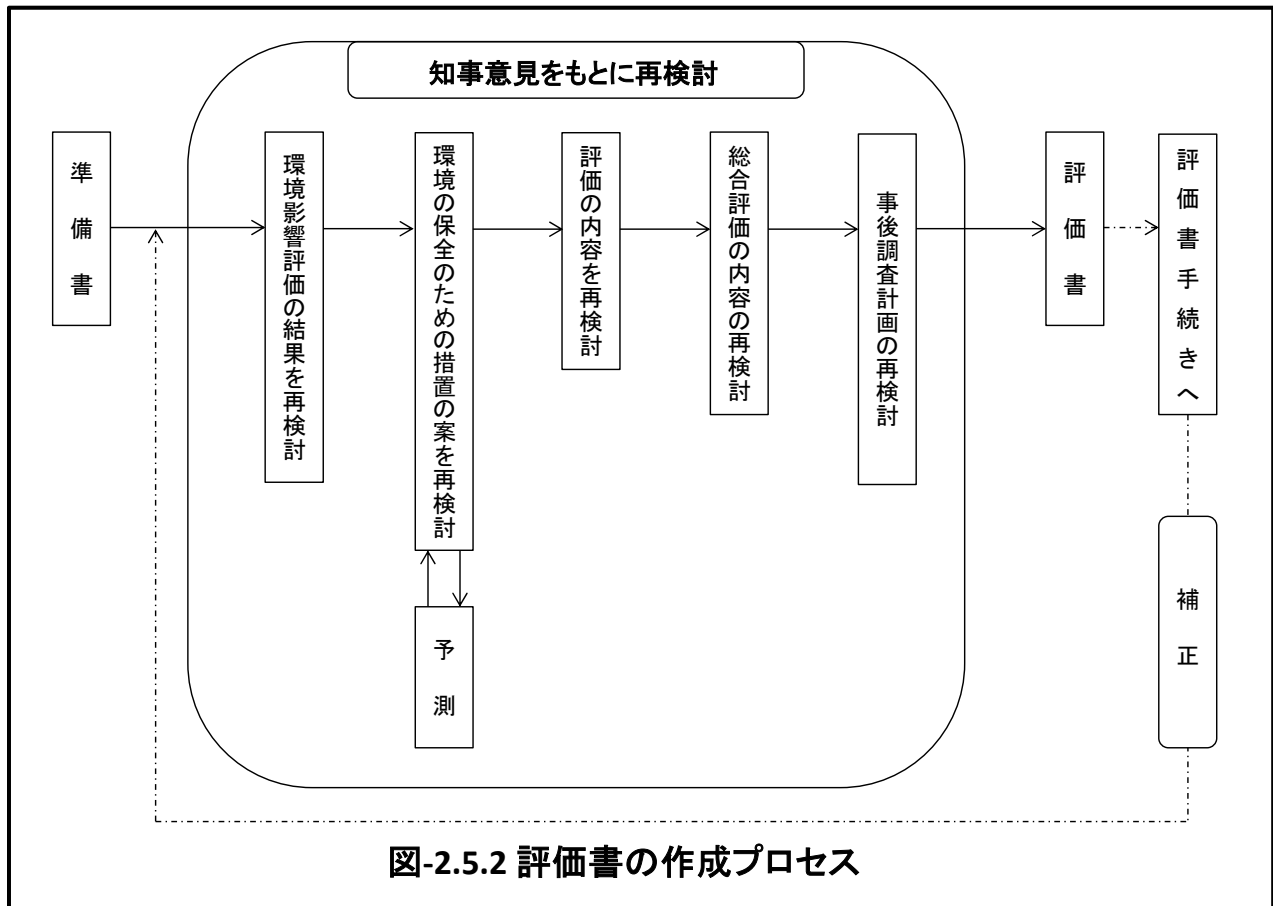 知事意見をもとに再検討
準備書
環境影響評価の結果を再検討
環境の保全のための措置の案を再検討
評価の内容を再検討
総合評価の内容の再検討
事後調査計画の再検討
評価書
評価書手続きへ
予測
補正
図-2.5.2 評価書の作成プロセス